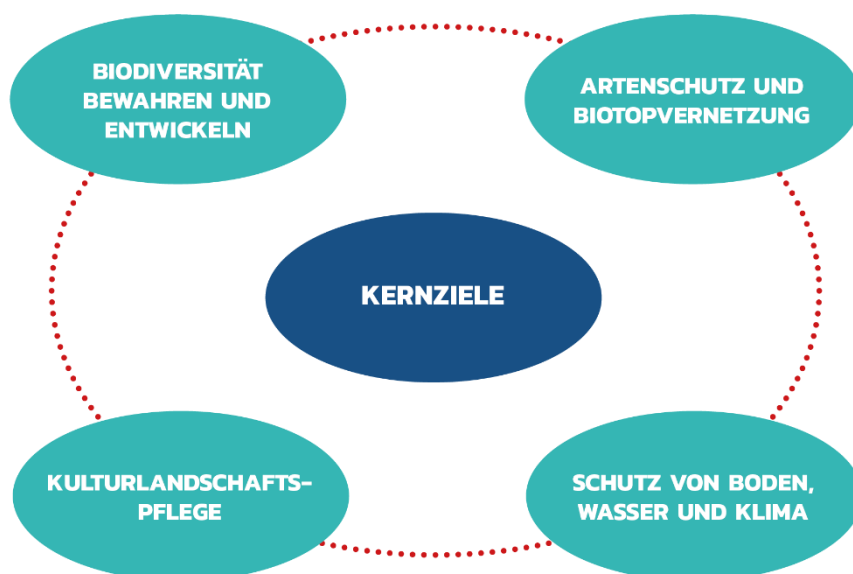 BIODIVERSITÄT
BEWAHREN UND
ENTWICKELN
ARTENSCHUTZ UND
BIOTOPVERNETZUNG
KERNZIELE
KULTURLANDSCHAFTS-
PFLEGE
SCHUTZ VON BODEN,
WASSER UND KLIMA